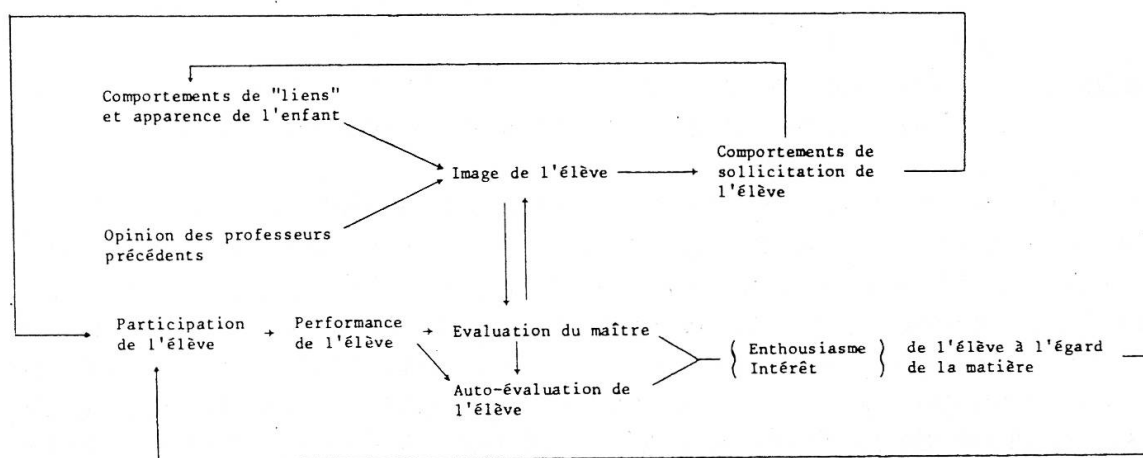 Comportements de "liens"
et apparence de l'enfant
Image de l'élève
Comportements de
sollicitation de
l'élève
Opinion des professeurs
précédents
Participation
de l'élève
Performance
de l'élève
Evaluation du maître
Auto-évaluation de
l'élève
{ Enthousiasme }
Intérêt
de l'élève à l'égard
de la matière